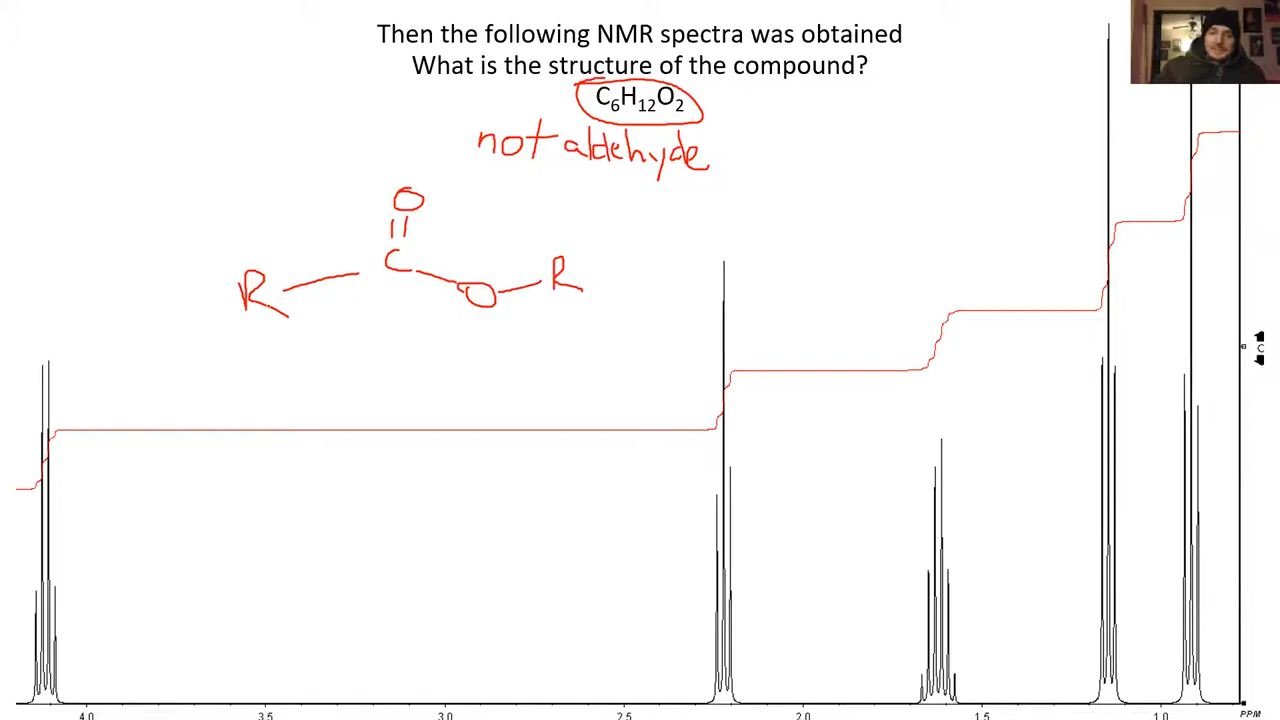 Then the following NMR spectra was obtained
What is the structure of the compound?
C₆H₁₂O₂
not aldehyde
O
C
R
O
R
4.0 3.5 3.0 2.5 2.0 1.5 1.0 PPM